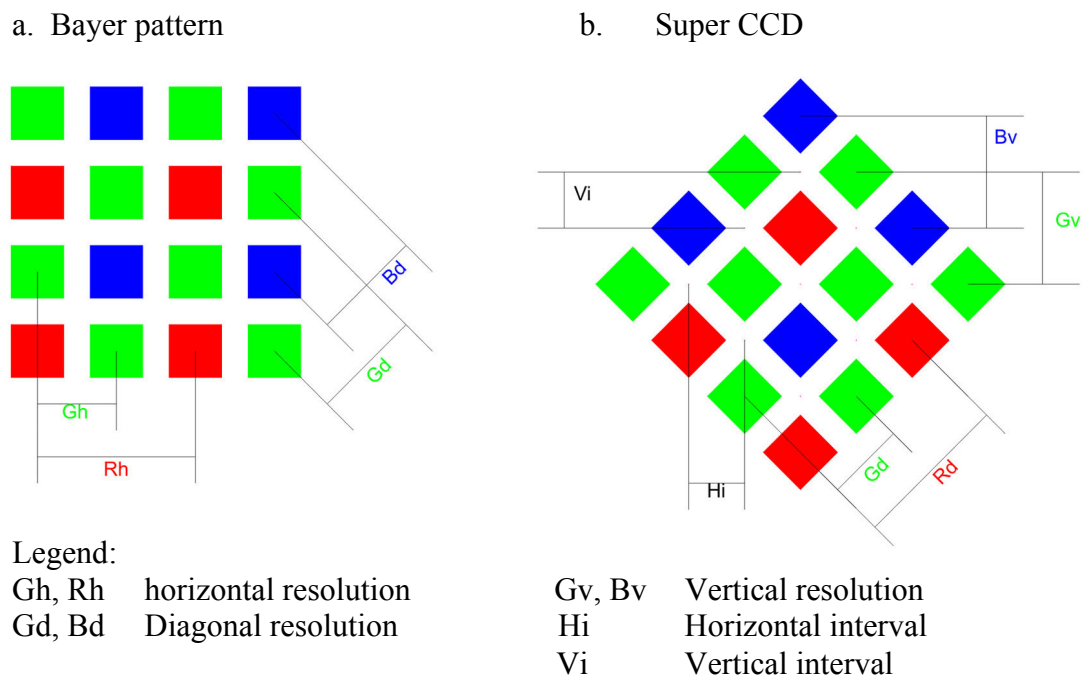 a. Bayer pattern
b. Super CCD
Bd
Gd
Gh
Rh
Bv
Vi
Gv
Gd
Rd
Hi
Legend:
Gh, Rh horizontal resolution
Gd, Bd Diagonal resolution
Gv, Bv Vertical resolution
Hi Horizontal interval
Vi Vertical interval